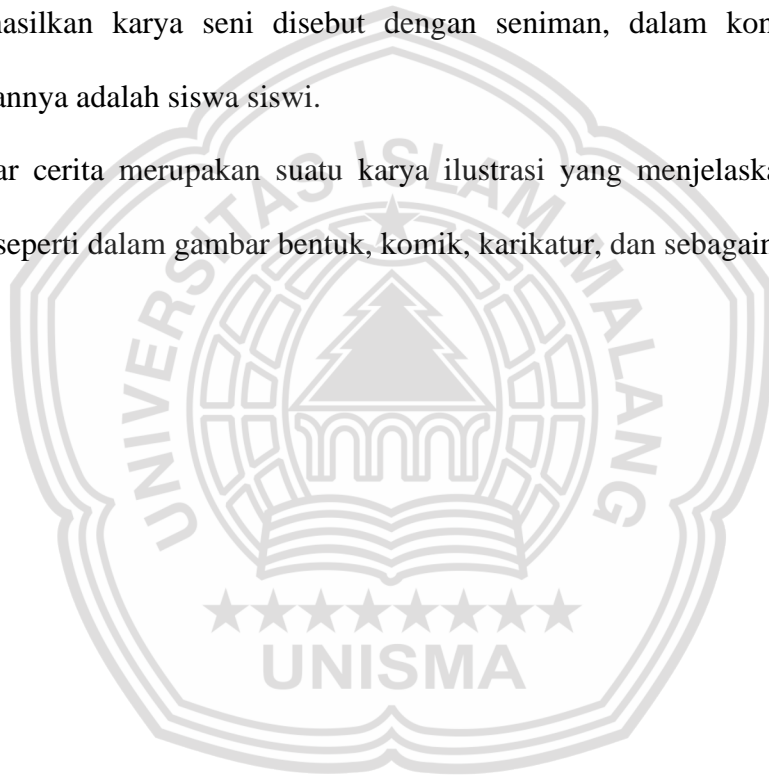 asilkan karya seni disebut dengan seniman, dalam kon
annya adalah siswa siswi.
ar cerita merupakan suatu karya ilustrasi yang menjelaska
seperti dalam gambar bentuk, komik, karikatur, dan sebagain
UNIVERSITAS ISLAM MALANG
UNISMA